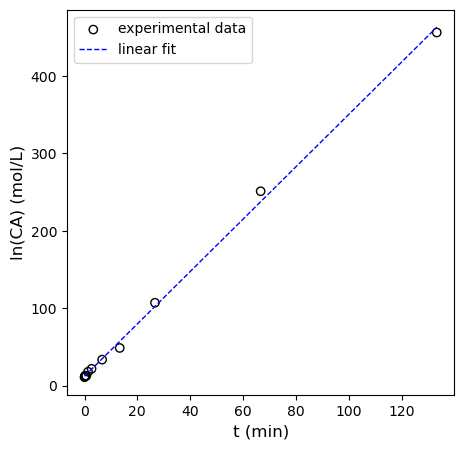 experimental data
linear fit
400
300
200
100
0
ln(CA) (mol/L)
0 20 40 60 80 100 120
t (min)